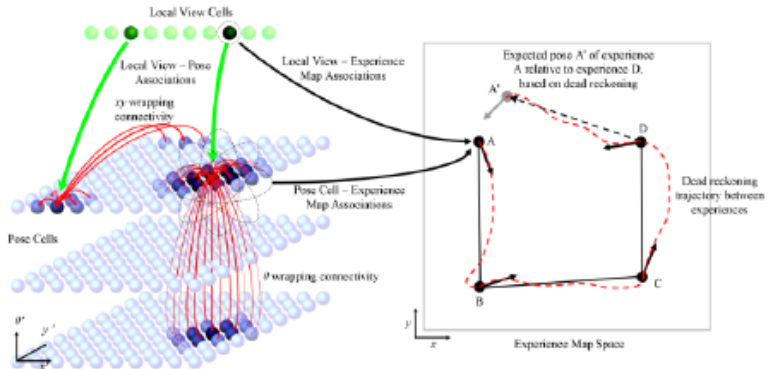 Local View Cells
Local View – Pose
Associations
Local View – Experience
Map Associations
xy wrapping
connectivity
Pose Cell – Experience
Map Associations
Pose Cells
θ wrapping connectivity
θ'
y'
x'
Expected pose A' of experience
A relative to experience D,
based on dead reckoning
A'
A
D
Dead reckoning
trajectory between
experiences
B
C
y
x
Experience Map Space